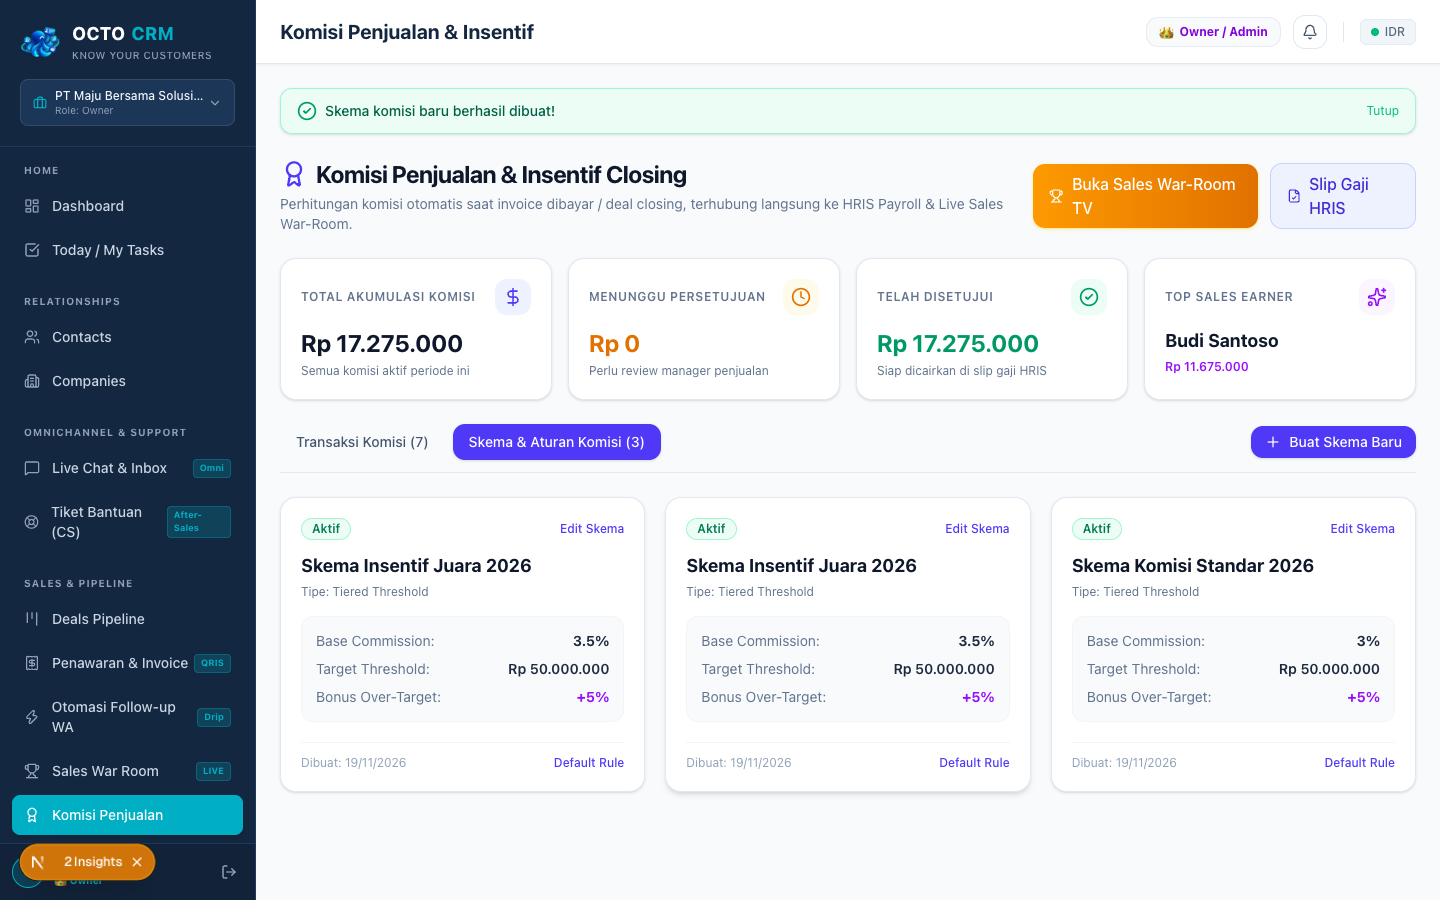 OCTO CRM
KNOW YOUR CUSTOMERS
PT Maju Bersama Solusi...
Role: Owner
HOME
Dashboard
Today / My Tasks
RELATIONSHIPS
Contacts
Companies
OMNICHANNEL & SUPPORT
Live Chat & Inbox
Omni
Tiket Bantuan
(CS)
After-
Sales
SALES & PIPELINE
Deals Pipeline
Penawaran & Invoice
QRIS
Otomasi Follow-up
WA
Drip
Sales War Room
LIVE
Komisi Penjualan
2 Insights
Owner
Komisi Penjualan & Insentif
Owner / Admin
IDR
Skema komisi baru berhasil dibuat!
Tutup
Komisi Penjualan & Insentif Closing
Perhitungan komisi otomatis saat invoice dibayar / deal closing, terhubung langsung ke HRIS Payroll & Live Sales
War-Room.
Buka Sales War-Room
TV
Slip Gaji
HRIS
TOTAL AKUMULASI KOMISI
Rp 17.275.000
Semua komisi aktif periode ini
MENUNGGU PERSETUJUAN
Rp 0
Perlu review manager penjualan
TELAH DISETUJUI
Rp 17.275.000
Siap dicairkan di slip gaji HRIS
TOP SALES EARNER
Budi Santoso
Rp 11.675.000
Transaksi Komisi (7)
Skema & Aturan Komisi (3)
Buat Skema Baru
Aktif
Edit Skema
Skema Insentif Juara 2026
Tipe: Tiered Threshold
Base Commission: 3.5%
Target Threshold: Rp 50.000.000
Bonus Over-Target: +5%
Dibuat: 19/11/2026
Default Rule
Aktif
Edit Skema
Skema Insentif Juara 2026
Tipe: Tiered Threshold
Base Commission: 3.5%
Target Threshold: Rp 50.000.000
Bonus Over-Target: +5%
Dibuat: 19/11/2026
Default Rule
Aktif
Edit Skema
Skema Komisi Standar 2026
Tipe: Tiered Threshold
Base Commission: 3%
Target Threshold: Rp 50.000.000
Bonus Over-Target: +5%
Dibuat: 19/11/2026
Default Rule